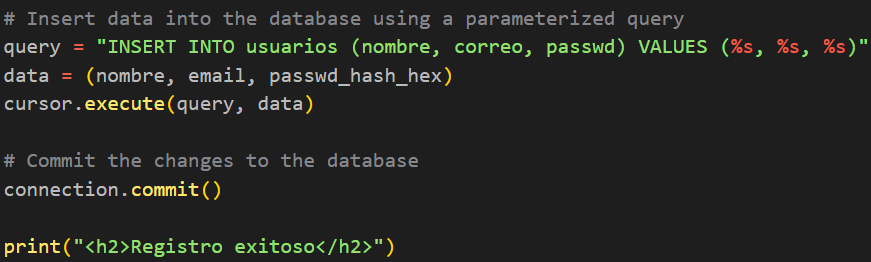 # Insert data into the database using a parameterized query
query = "INSERT INTO usuarios (nombre, correo, passwd) VALUES (%s, %s, %s)"
data = (nombre, email, passwd_hash_hex)
cursor.execute(query, data)
# Commit the changes to the database
connection.commit()
print("<h2>Registro exitoso</h2>")